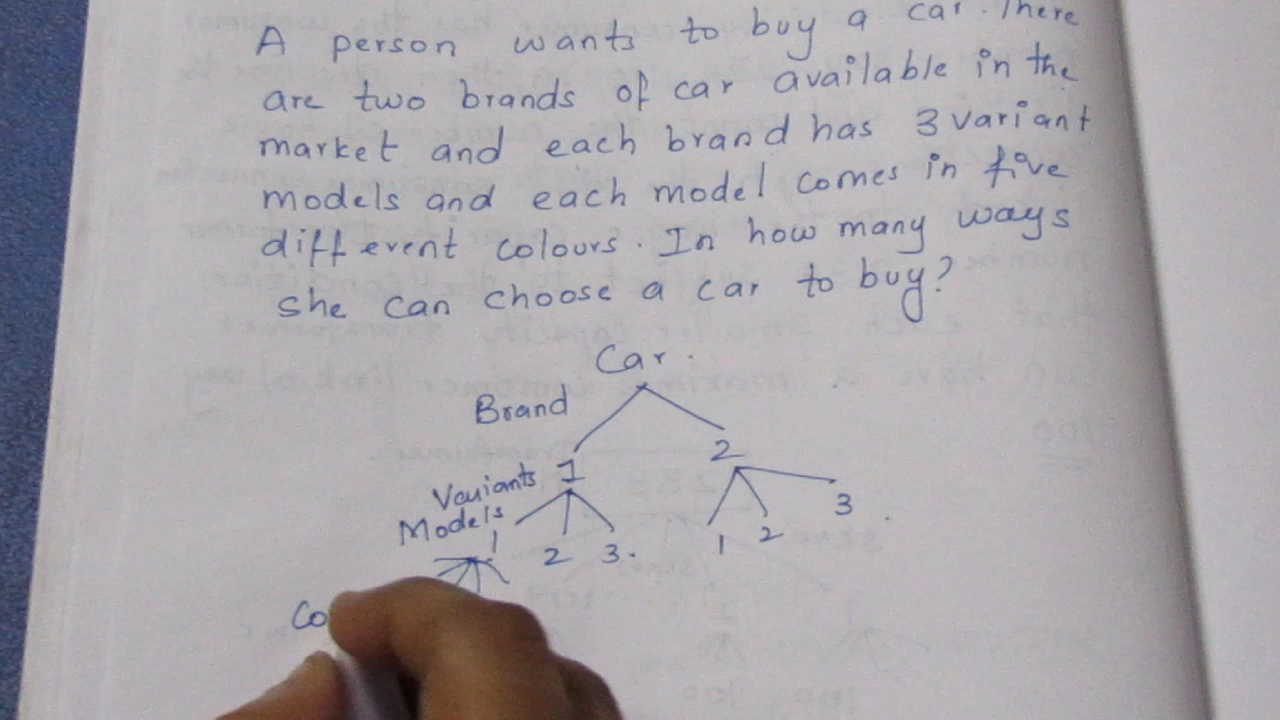 A person wants to buy a car. There
are two brands of car available in the
market and each brand has 3 variant
models and each model comes in five
different colours. In how many ways
she can choose a car to buy?
Car.
Brand
1 2
Variants
Models
1 2 3. 1 2 3
Co
100